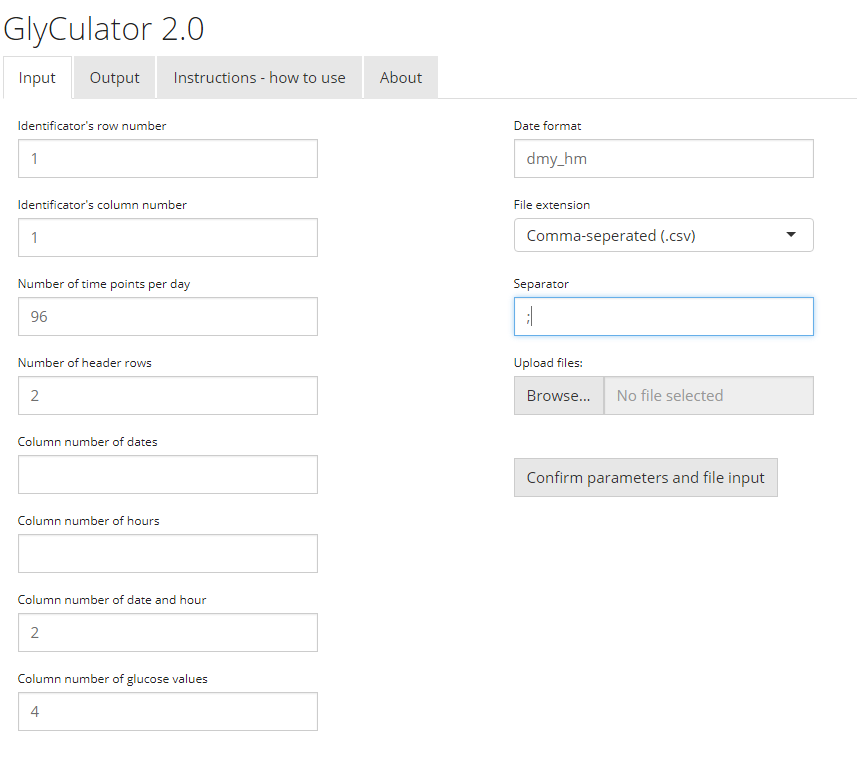 GlyCulator 2.0
Input
Output
Instructions - how to use
About
Identificator's row number
1
Identificator's column number
1
Number of time points per day
96
Number of header rows
2
Column number of dates
Column number of hours
Column number of date and hour
2
Column number of glucose values
4
Date format
dmy_hm
File extension
Comma-seperated (.csv)
Separator
;
Upload files:
Browse... No file selected
Confirm parameters and file input